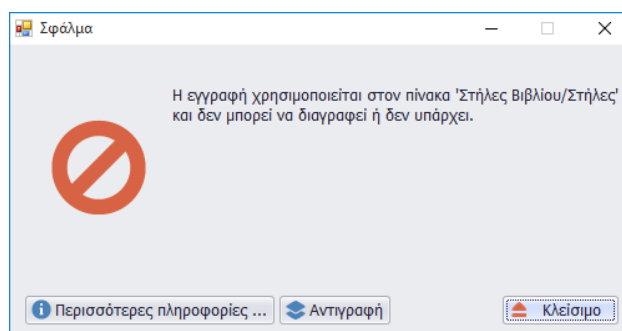 Σφάλμα
Η εγγραφή χρησιμοποιείται στον πίνακα 'Στήλες Βιβλίου/Στήλες'
και δεν μπορεί να διαγραφεί ή δεν υπάρχει.
Περισσότερες πληροφορίες ... Αντιγραφή Κλείσιμο